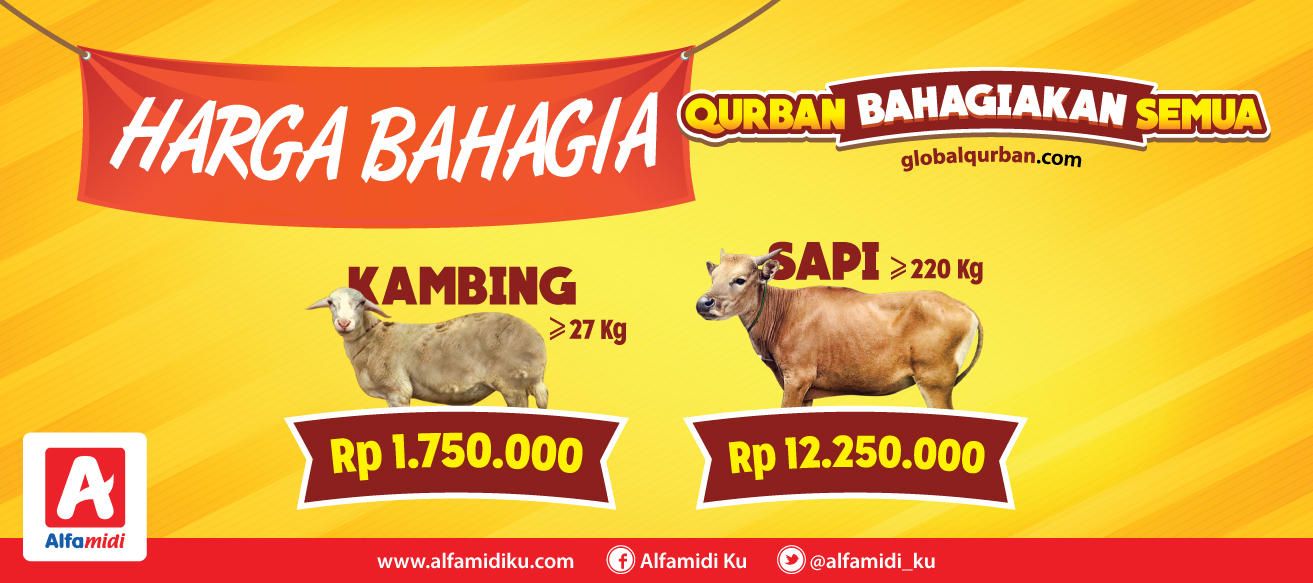 HARGA BAHAGIA
QURBAN BAHAGIAKAN SEMUA
globalqurban.com
KAMBING
⩾27 Kg
SAPI ⩾220 Kg
Rp 1.750.000
Rp 12.250.000
A
Alfamidi
www.alfamidiku.com f Alfamidi Ku @alfamidi_ku